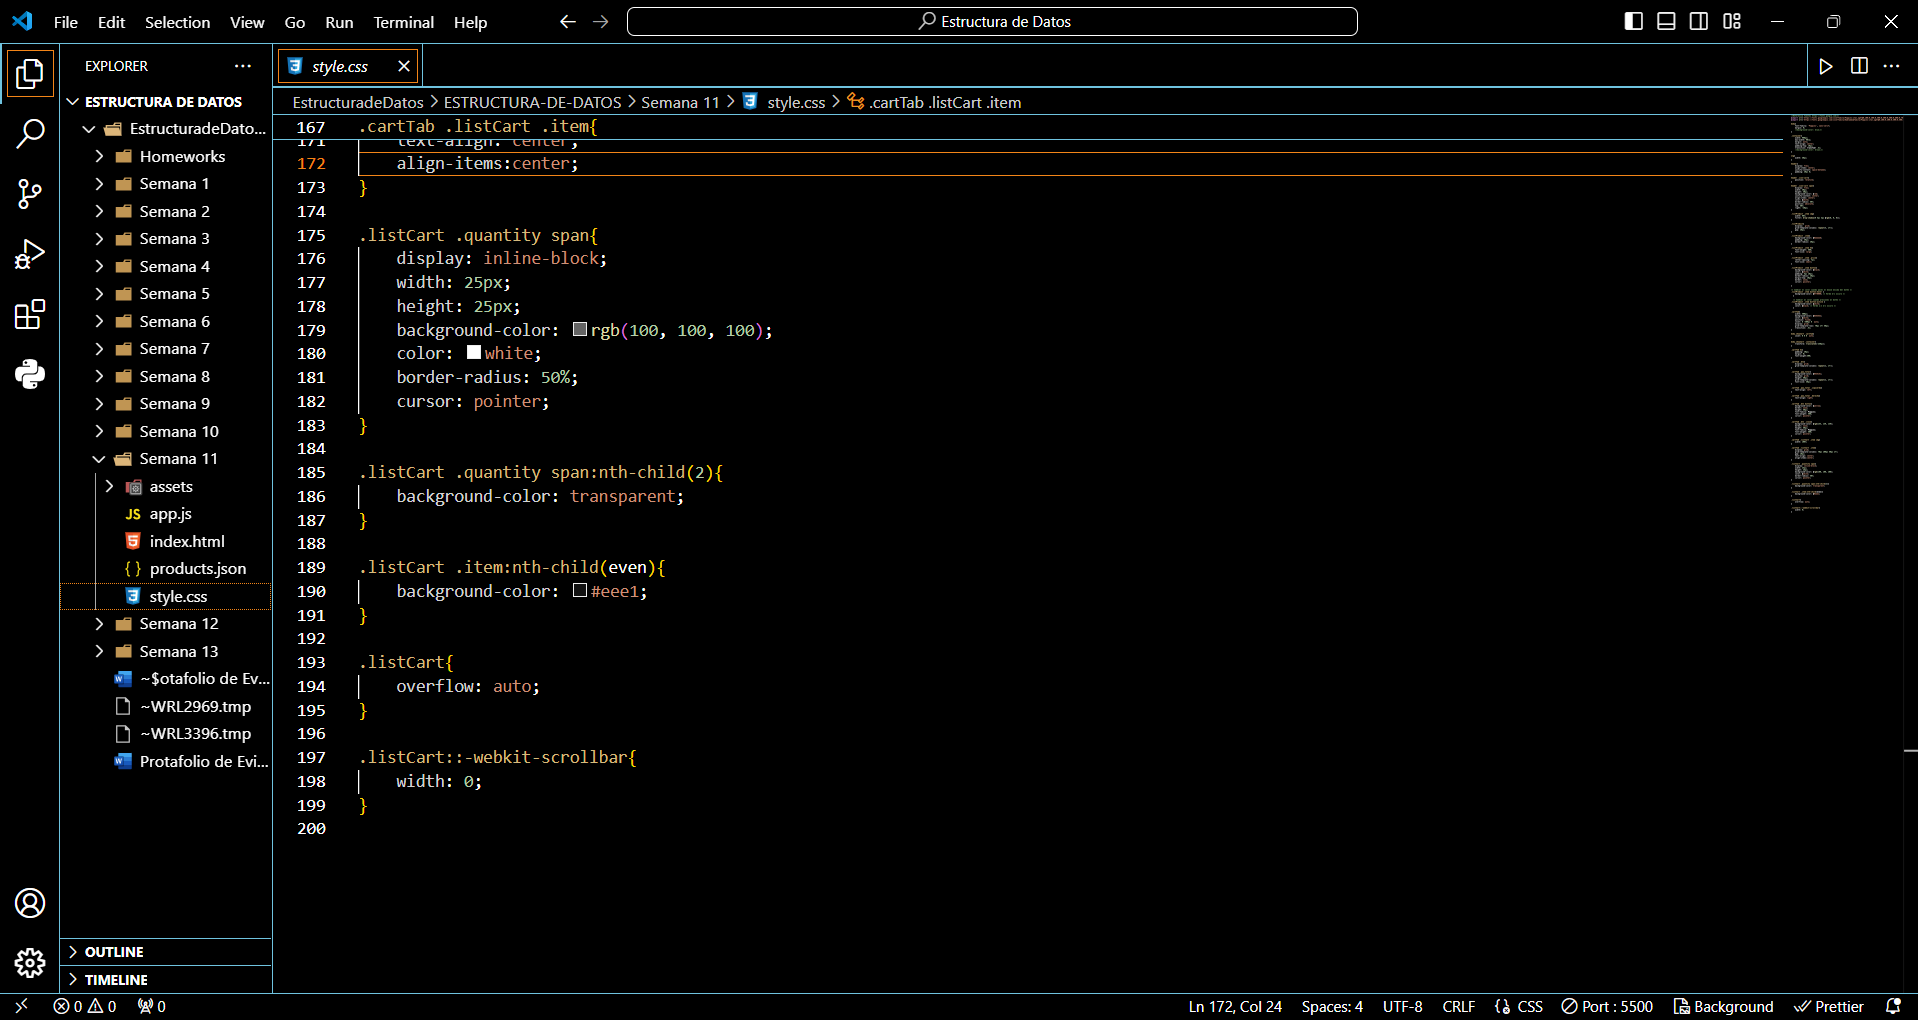 File Edit Selection View Go Run Terminal Help
Estructura de Datos
EXPLORER
ESTRUCTURA DE DATOS
EstructuradeDato...
Homeworks
Semana 1
Semana 2
Semana 3
Semana 4
Semana 5
Semana 6
Semana 7
Semana 8
Semana 9
Semana 10
Semana 11
assets
JS app.js
index.html
{ } products.json
style.css
Semana 12
Semana 13
~$otafolio de Ev...
~WRL2969.tmp
~WRL3396.tmp
Protafolio de Evi...
OUTLINE
TIMELINE
style.css
EstructuradeDatos > ESTRUCTURA-DE-DATOS > Semana 11 > style.css > .cartTab .listCart .item
167 .cartTab .listCart .item{
171 text-align: center;
172 align-items:center;
173 }
174
175 .listCart .quantity span{
176 display: inline-block;
177 width: 25px;
178 height: 25px;
179 background-color: rgb(100, 100, 100);
180 color: white;
181 border-radius: 50%;
182 cursor: pointer;
183 }
184
185 .listCart .quantity span:nth-child(2){
186 background-color: transparent;
187 }
188
189 .listCart .item:nth-child(even){
190 background-color: #eee1;
191 }
192
193 .listCart{
194 overflow: auto;
195 }
196
197 .listCart::-webkit-scrollbar{
198 width: 0;
199 }
200
0 0 0
Ln 172, Col 24 Spaces: 4 UTF-8 CRLF CSS Port : 5500 Background Prettier